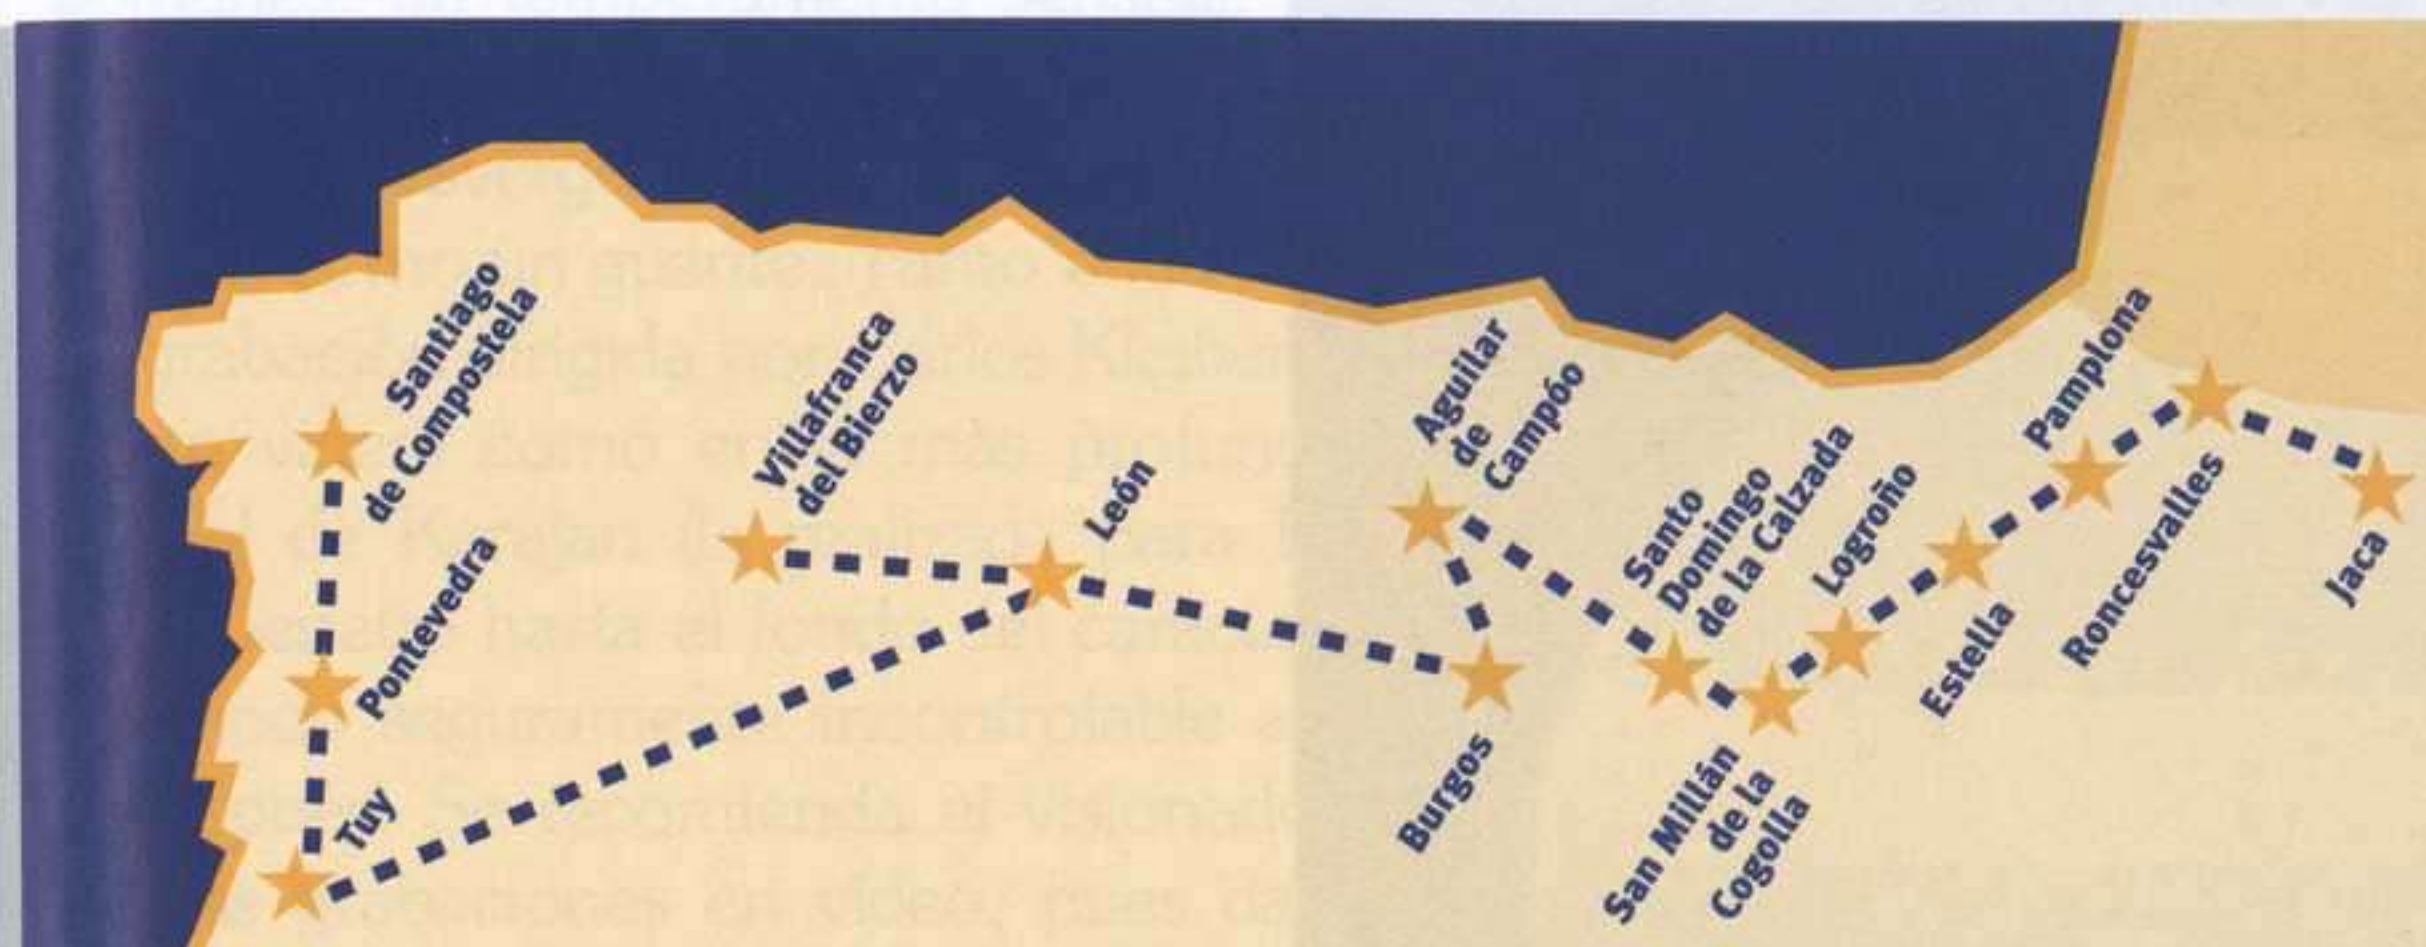 Santiago
de Compostela
Pontevedra
Tuy
Villafranca
del Bierzo
León
Aguilar
de
Campóo
Burgos
Santo
Domingo
de la Calzada
San Millán
de la
Cogolla
Logroño
Estella
Pamplona
Roncesvalles
Jaca